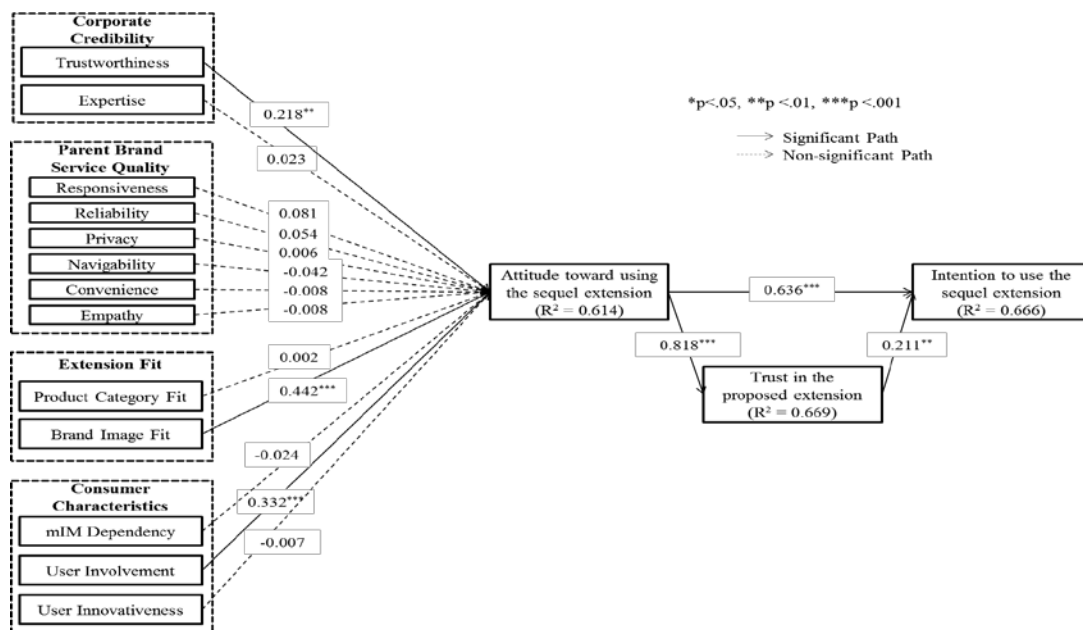 Corporate
Credibility
Trustworthiness
Expertise
0.218**
0.023
*p<.05, **p <.01, ***p <.001
Significant Path
Non-significant Path
Parent Brand
Service Quality
Responsiveness
Reliability
Privacy
Navigability
Convenience
Empathy
0.081
0.054
0.006
-0.042
-0.008
-0.008
Attitude toward using
the sequel extension
(R² = 0.614)
0.636***
Intention to use the
sequel extension
(R² = 0.666)
0.818***
0.211**
Trust in the
proposed extension
(R² = 0.669)
Extension Fit
Product Category Fit
Brand Image Fit
0.002
0.442***
-0.024
0.332***
-0.007
Consumer
Characteristics
mIM Dependency
User Involvement
User Innovativeness